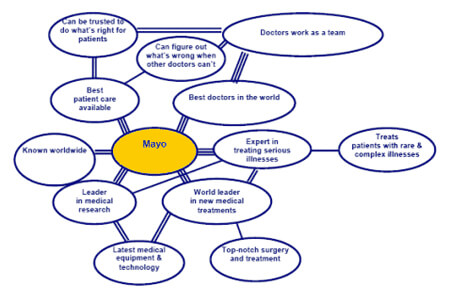 Can be trusted to
do what's right for
patients
Doctors work as a team
Can figure out
what's wrong when
other doctors can't
Best
patient care
available
Best doctors in the world
Mayo
Known worldwide
Expert in
treating serious
illnesses
Treats
patients with rare &
complex illnesses
Leader
in medical
research
World leader
in new medical
treatments
Latest medical
equipment &
technology
Top-notch surgery
and treatment